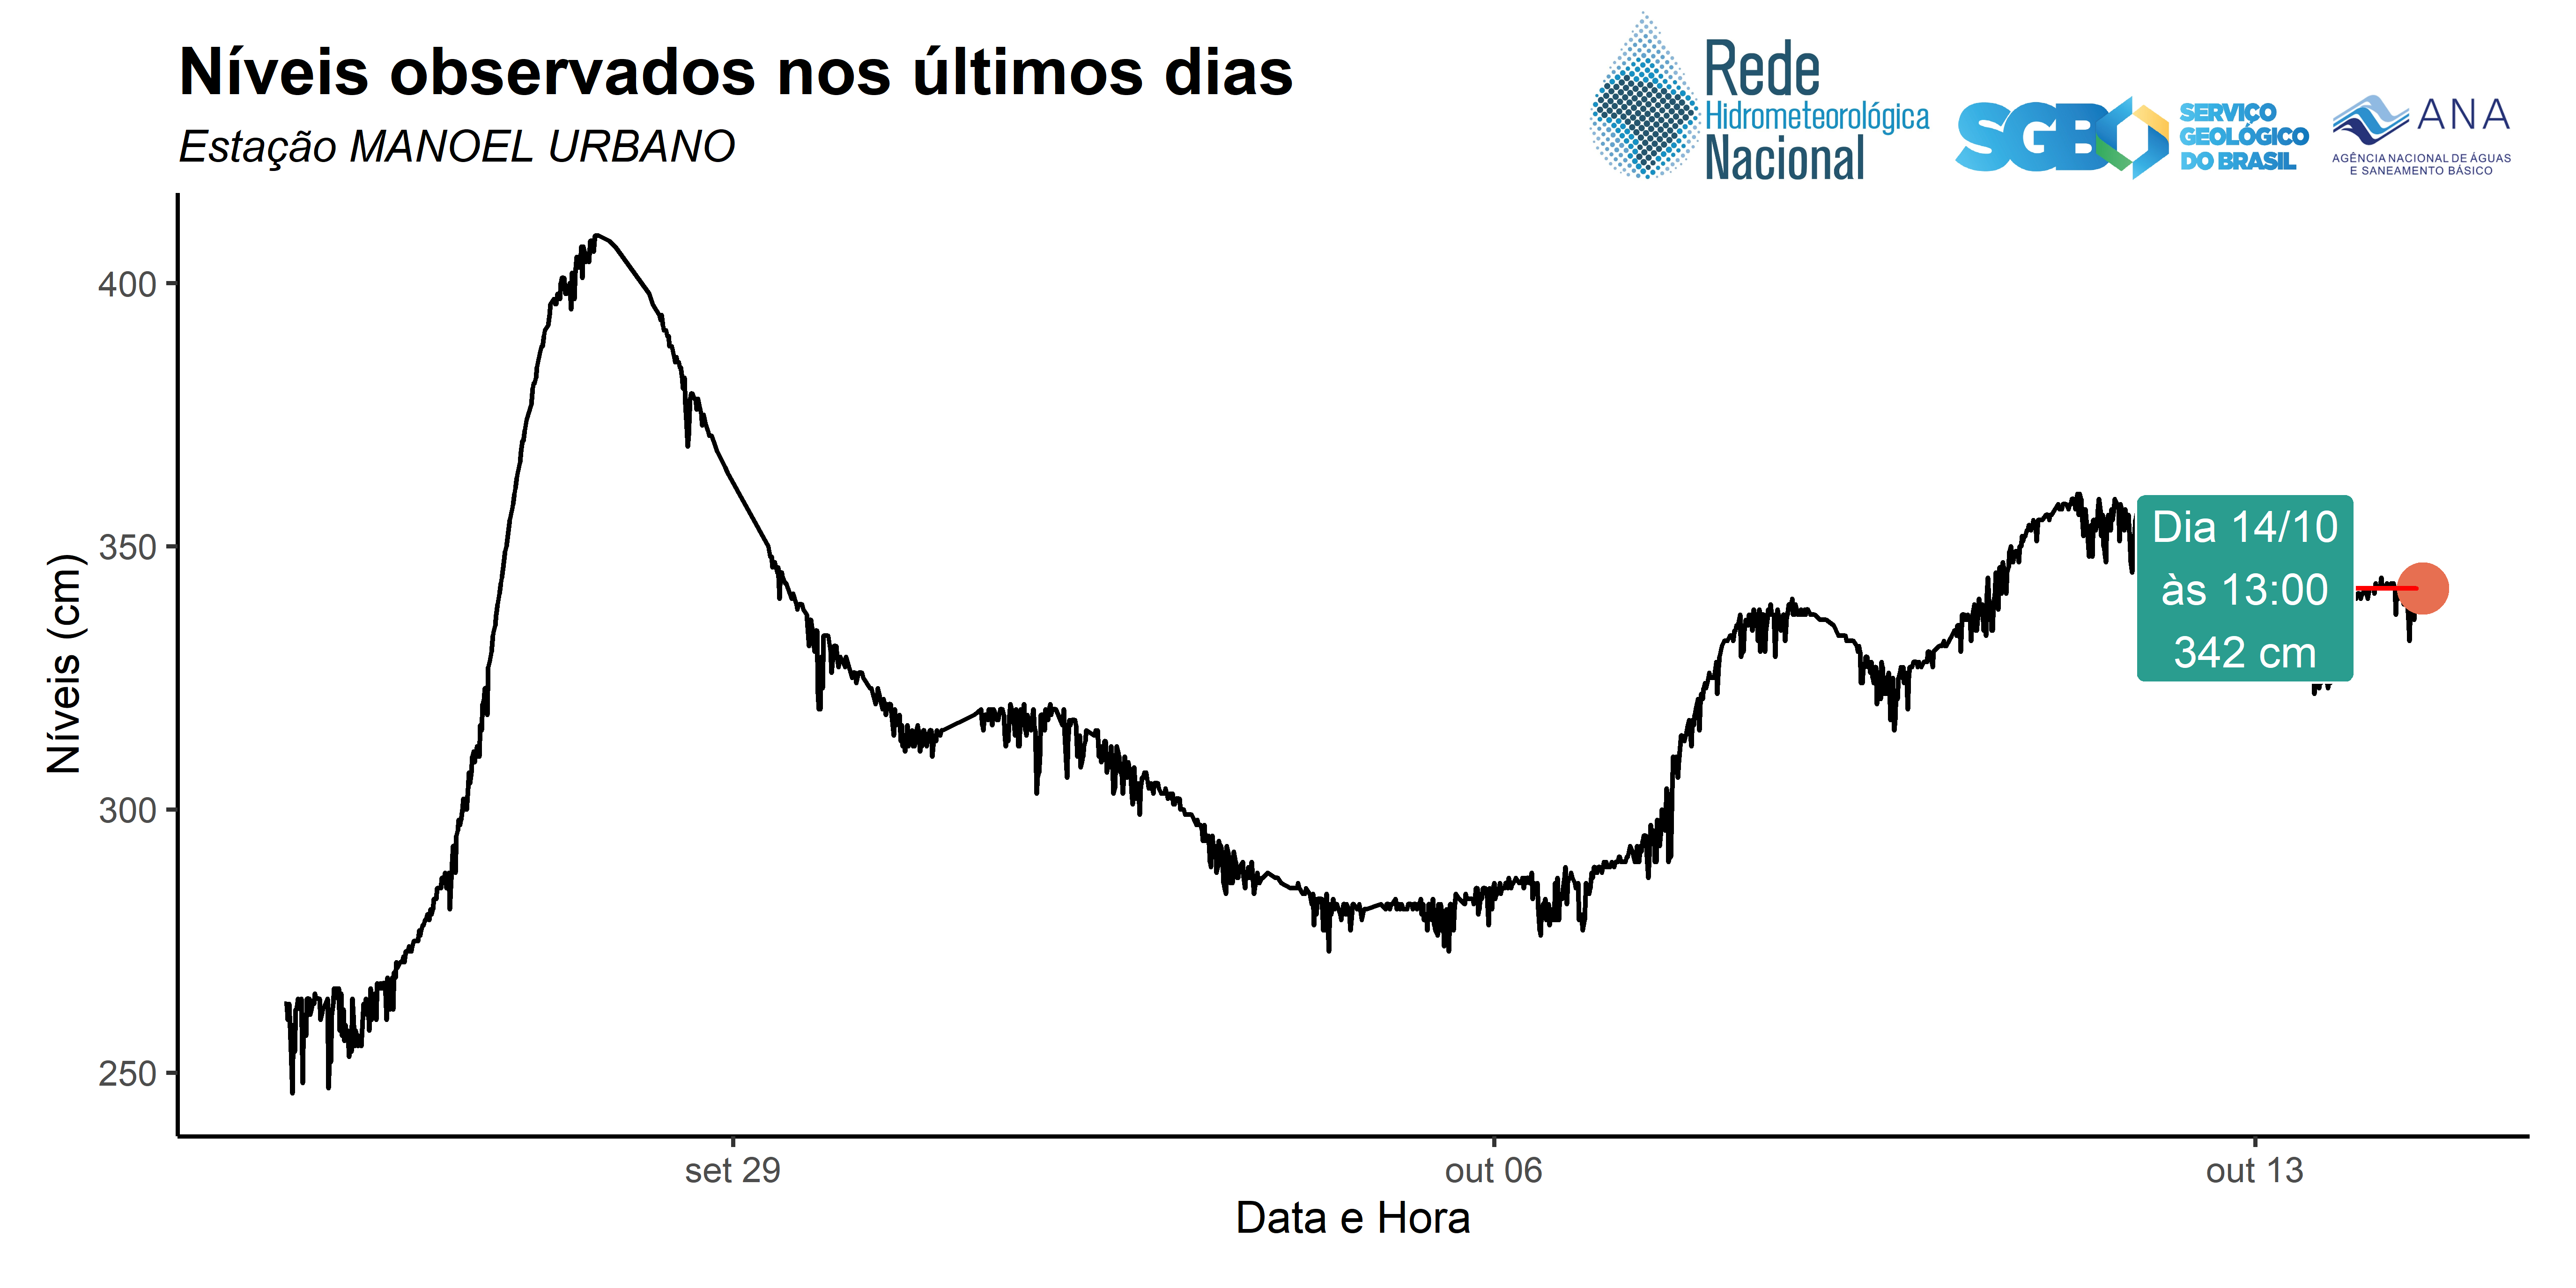 Níveis observados nos últimos dias
Estação MANOEL URBANO
Rede
Hidrometeorológica
Nacional
SGB
SERVIÇO
GEOLÓGICO
DO BRASIL
ANA
AGÊNCIA NACIONAL DE ÁGUAS
E SANEAMENTO BÁSICO
Níveis (cm)
400
350
300
250
Dia 14/10
às 13:00
342 cm
set 29
out 06
out 13
Data e Hora